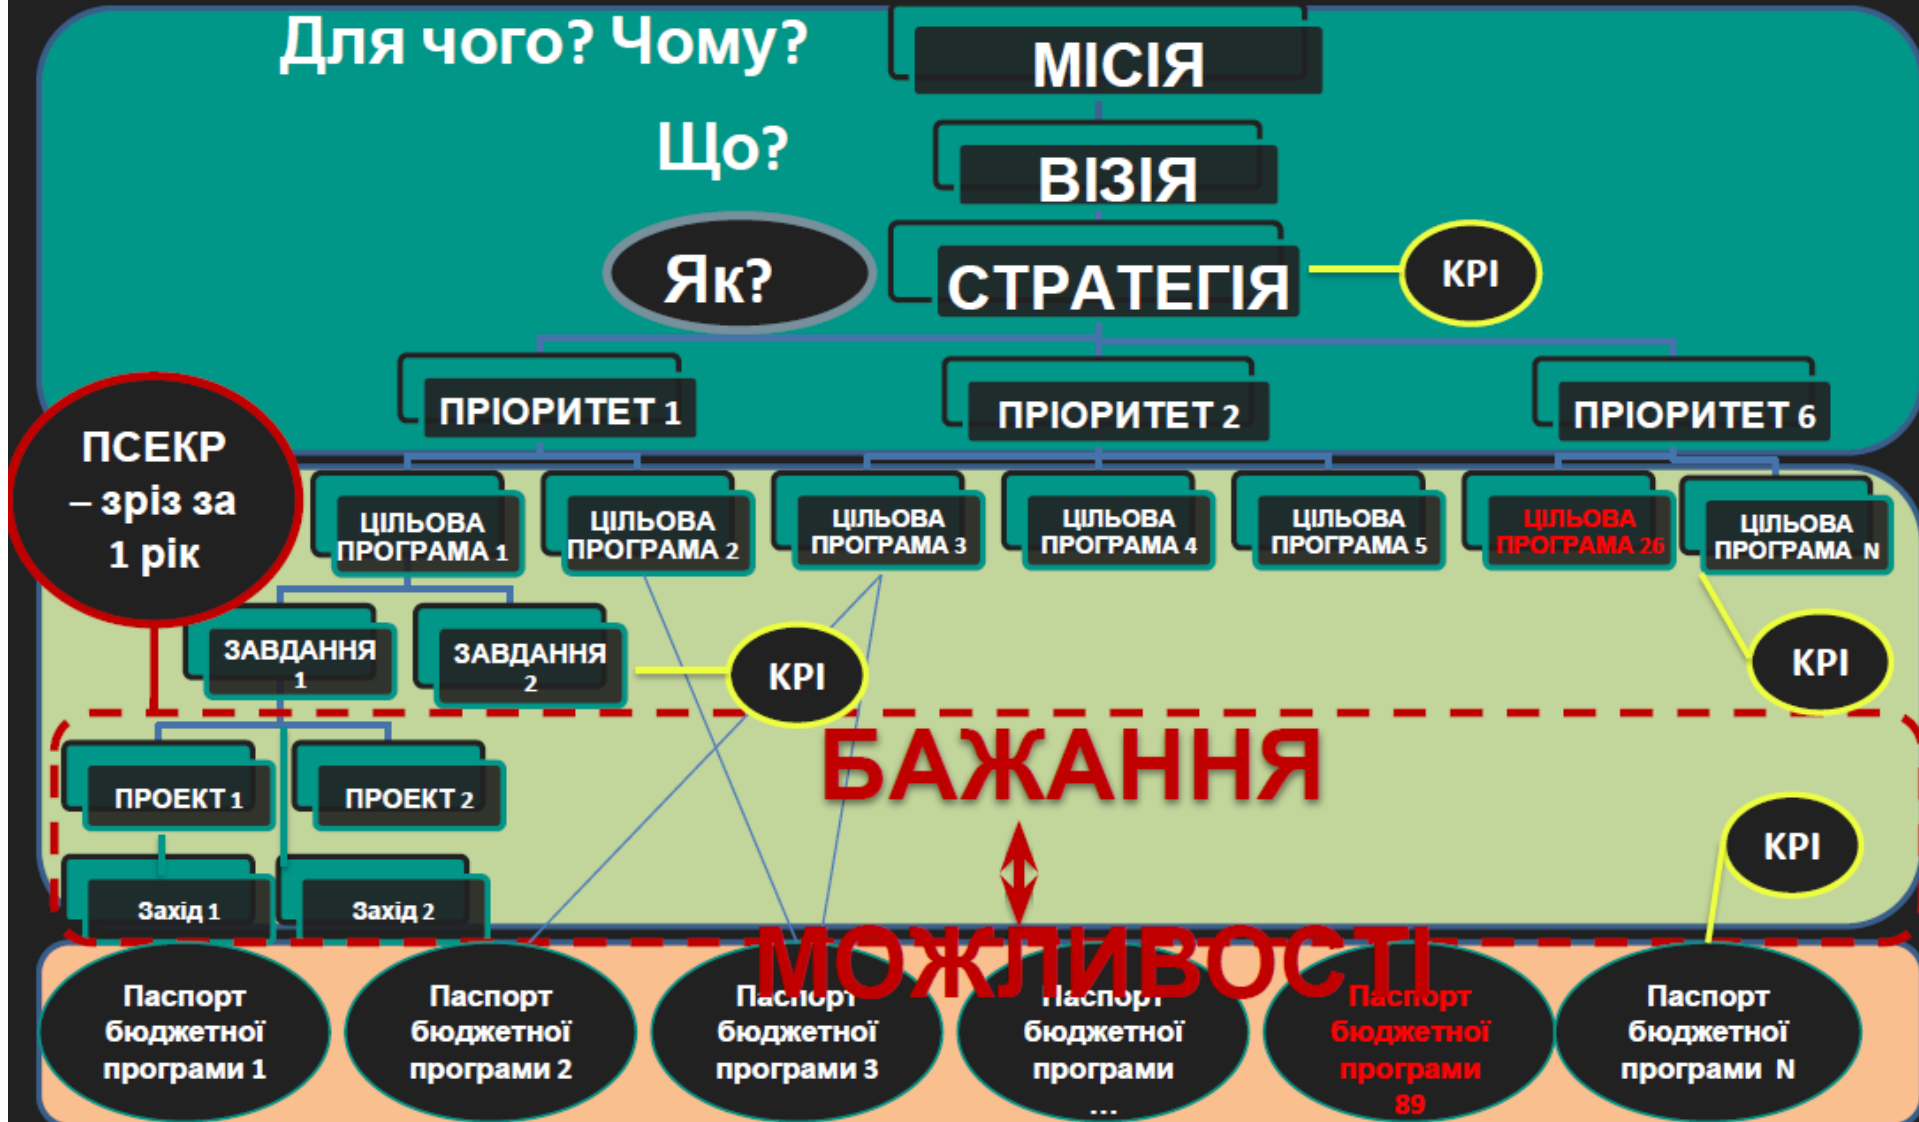 Для чого? Чому?
МІСІЯ
Що?
ВІЗІЯ
Як?
СТРАТЕГІЯ
KPI
ПРІОРИТЕТ 1
ПРІОРИТЕТ 2
ПРІОРИТЕТ 6
ПСЕКР
– зріз за
1 рік
ЦІЛЬОВА
ПРОГРАМА 1
ЦІЛЬОВА
ПРОГРАМА 2
ЦІЛЬОВА
ПРОГРАМА 3
ЦІЛЬОВА
ПРОГРАМА 4
ЦІЛЬОВА
ПРОГРАМА 5
ЦІЛЬОВА
ПРОГРАМА 26
ЦІЛЬОВА
ПРОГРАМА N
ЗАВДАННЯ
1
ЗАВДАННЯ
2
KPI
KPI
БАЖАННЯ
ПРОЕКТ 1
ПРОЕКТ 2
KPI
Захід 1
Захід 2
МОЖЛИВОСТІ
Паспорт
бюджетної
програми 1
Паспорт
бюджетної
програми 2
Паспорт
бюджетної
програми 3
Паспорт
бюджетної
програми
...
Паспорт
бюджетної
програми
89
Паспорт
бюджетної
програми N